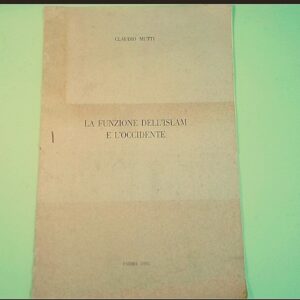 CLAUDIO MUTTI
LA FUNZIONE DELL'ISLAM
E L'OCCIDENTE
PARMA